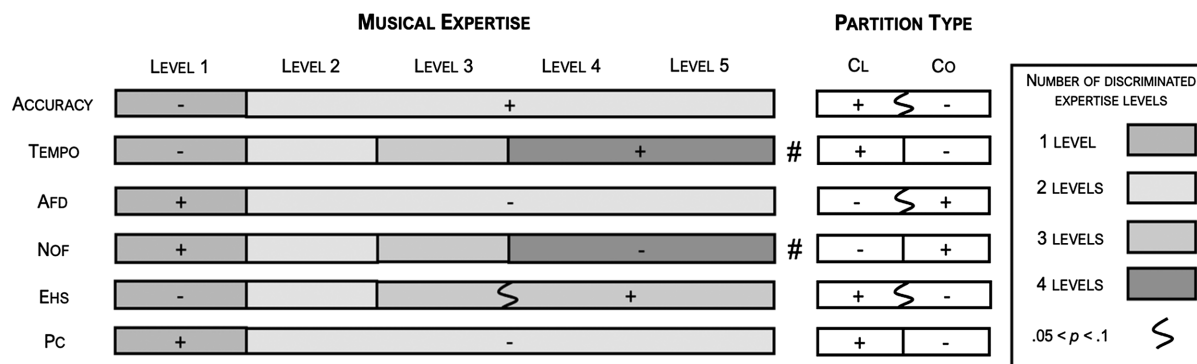 MUSICAL EXPERTISE PARTITION TYPE
LEVEL 1 LEVEL 2 LEVEL 3 LEVEL 4 LEVEL 5 CL CO
ACCURACY - + + -
TEMPO - + # + -
AFD + - - +
NOF + - # - +
EHS - + + -
PC + - + -
NUMBER OF DISCRIMINATED
EXPERTISE LEVELS
1 LEVEL
2 LEVELS
3 LEVELS
4 LEVELS
.05 < p < .1